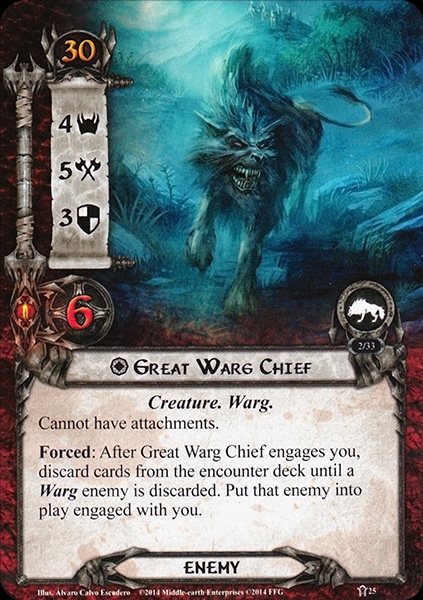 30
4
5
3
6
2/33
Great Warg Chief
Creature. Warg.
Cannot have attachments.
Forced: After Great Warg Chief engages you,
discard cards from the encounter deck until a
Warg enemy is discarded. Put that enemy into
play engaged with you.
ENEMY
Illus. Alvaro Calvo Escudero ©2014 Middle-earth Enterprises ©2014 FFG 25